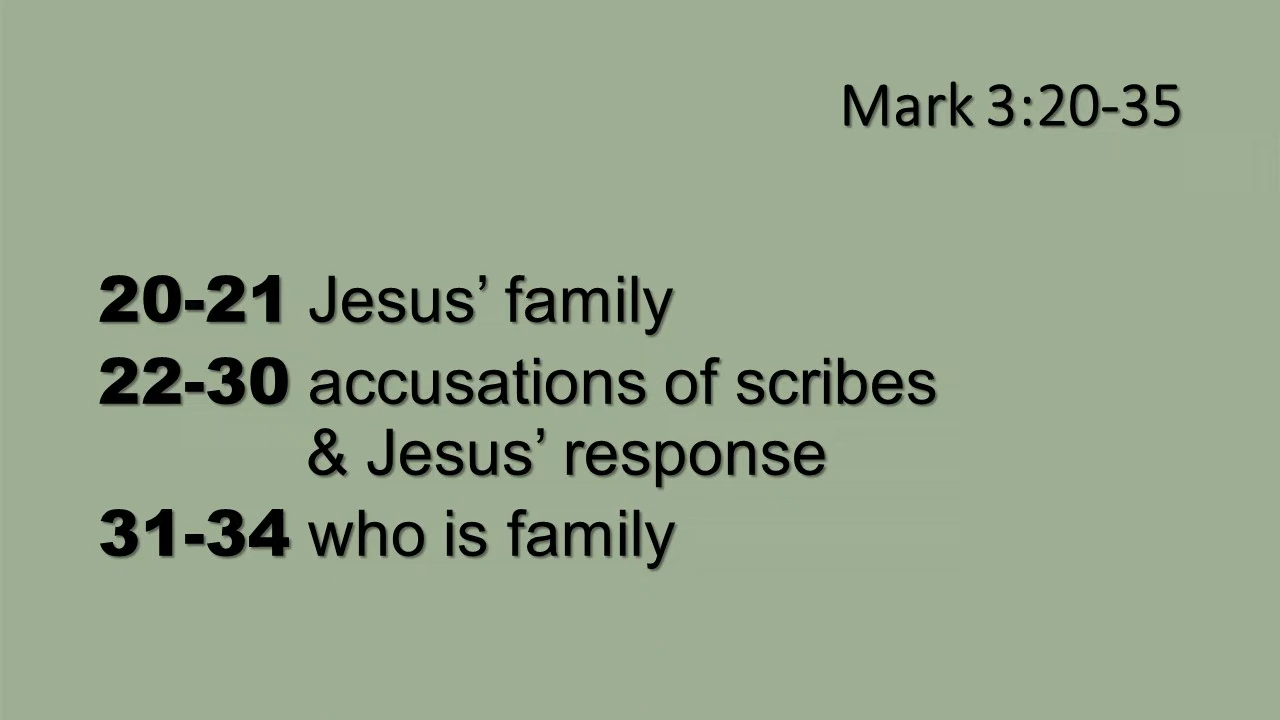 Mark 3:20-35
20-21 Jesus’ family
22-30 accusations of scribes
& Jesus’ response
31-34 who is family